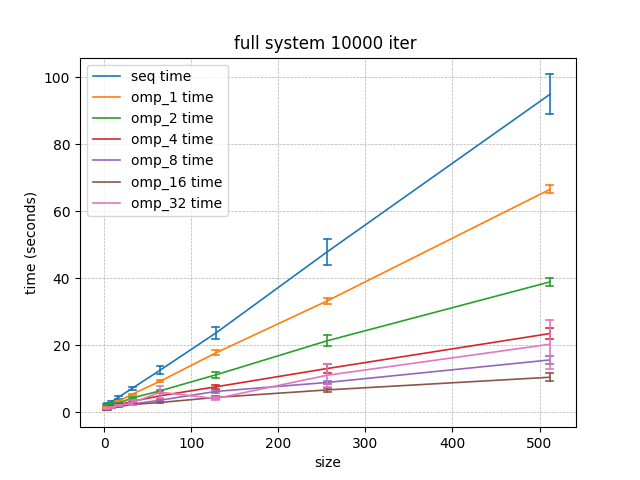 full system 10000 iter
seq time
omp_1 time
omp_2 time
omp_4 time
omp_8 time
omp_16 time
omp_32 time
time (seconds)
100
80
60
40
20
0
0 100 200 300 400 500
size